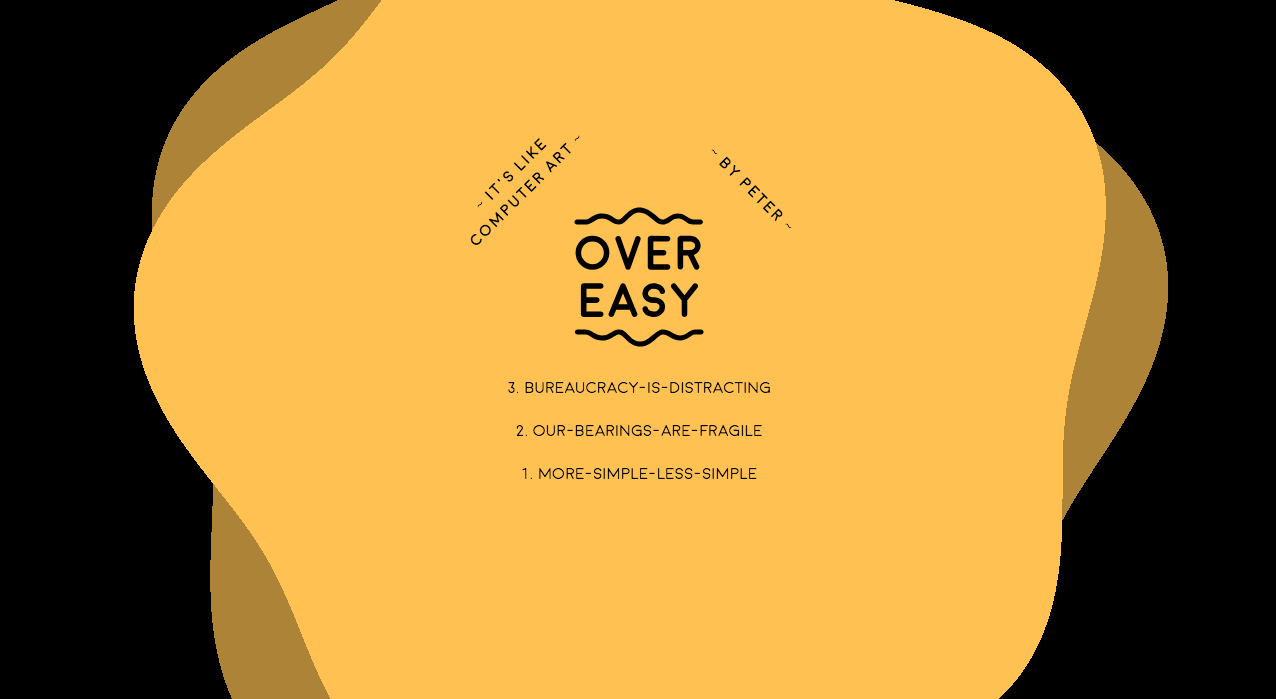 ~ IT'S LIKE
COMPUTER ART ~
~ BY PETER ~
OVER
EASY
3. BUREAUCRACY-IS-DISTRACTING
2. OUR-BEARINGS-ARE-FRAGILE
1. MORE-SIMPLE-LESS-SIMPLE